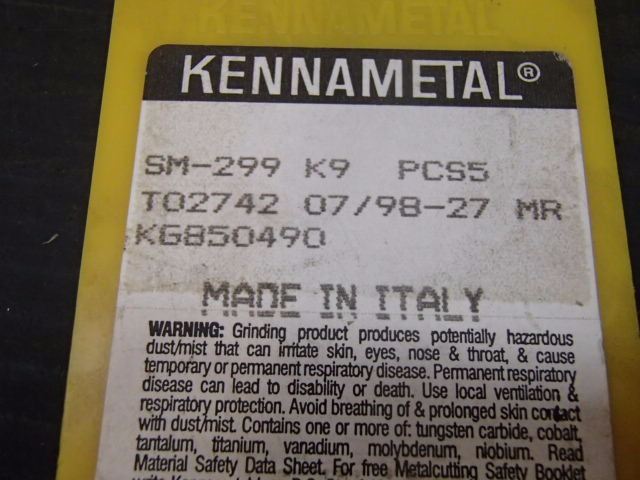 KENNAMETAL
KENNAMETAL®
SM-299 K9 PCS5
T02742 07/98-27 MR
KG850490
MADE IN ITALY
WARNING: Grinding product produces potentially hazardous
dust/mist that can irritate skin, eyes, nose & throat, & cause
temporary or permanent respiratory disease. Permanent respiratory
disease can lead to disability or death. Use local ventilation &
respiratory protection. Avoid breathing of & prolonged skin contact
with dust/mist. Contains one or more of: tungsten carbide, cobalt,
tantalum, titanium, vanadium, molybdenum, niobium. Read
Material Safety Data Sheet. For free Metalcutting Safety Booklet